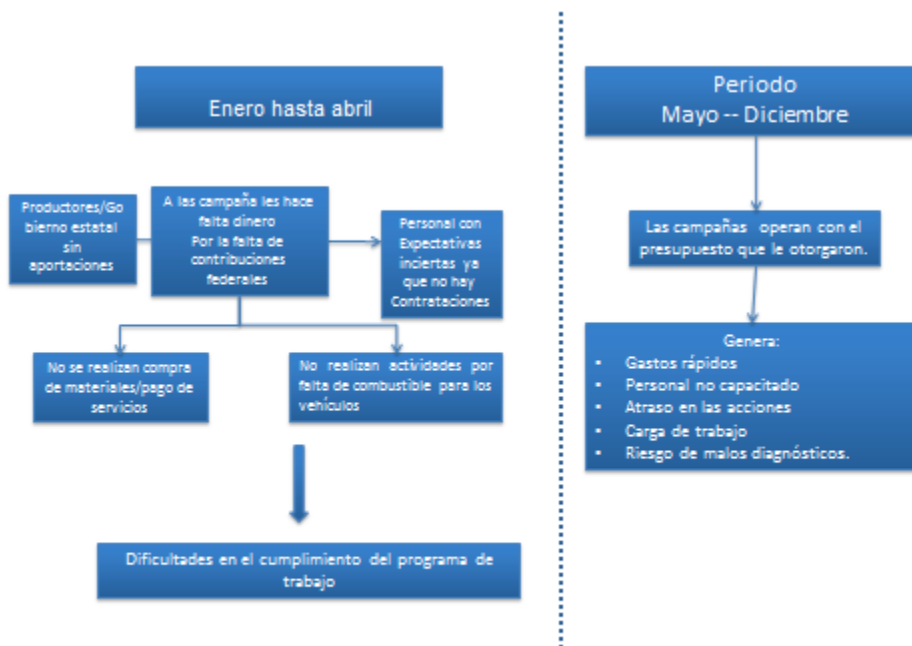 Enero hasta abril
Productores/Go
bierno estatal
sin
aportaciones
A las campaña les hace
falta dinero
Por la falta de
contribuciones
federales
Personal con
Expectativas
inciertas ya
que no hay
Contrataciones
No se realizan compra
de materiales/pago de
servicios
No realizan actividades por
falta de combustible para los
vehículos
Dificultades en el cumplimiento del programa de
trabajo
Periodo
Mayo -- Diciembre
Las campañas operan con el
presupuesto que le otorgaron.
Genera:
• Gastos rápidos
• Personal no capacitado
• Atraso en las acciones
• Carga de trabajo
• Riesgo de malos diagnósticos.